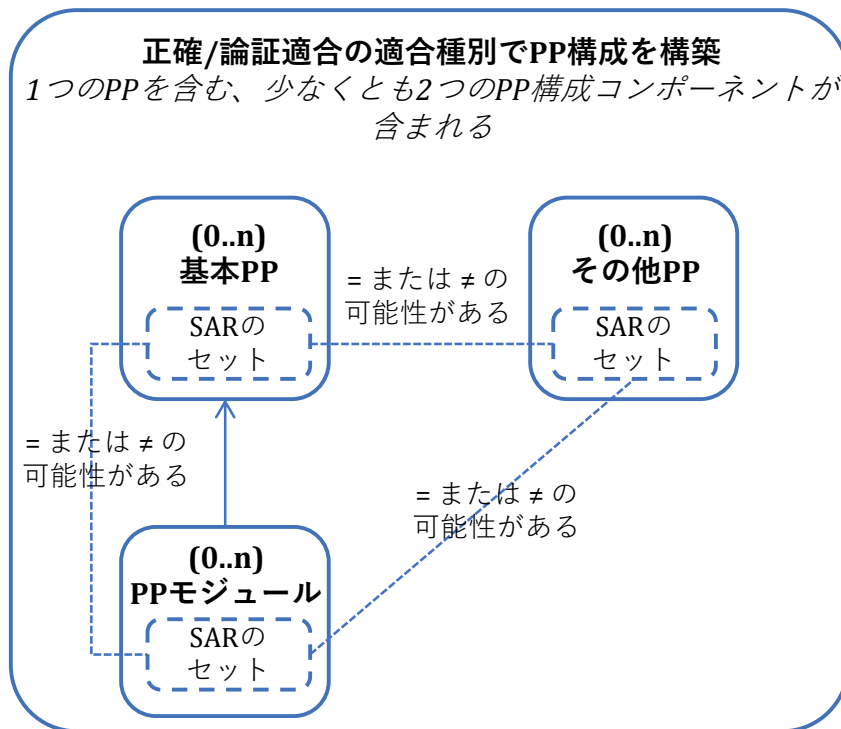 正確/論証適合の適合種別でPP構成を構築
1つのPPを含む、少なくとも2つのPP構成コンポーネントが
含まれる
(0..n)
基本PP
SARの
セット
= または ≠ の
可能性がある
(0..n)
その他PP
SARの
セット
= または ≠ の
可能性がある
= または ≠ の
可能性がある
(0..n)
PPモジュール
SARの
セット